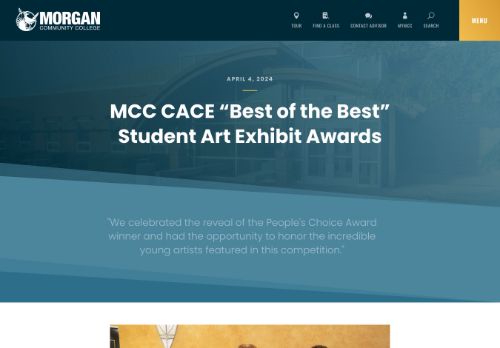 MORGAN
COMMUNITY COLLEGE
TOUR
FIND A CLASS
CONTACT ADVISOR
MYMCC
SEARCH
MENU
APRIL 4, 2024
MCC CACE “Best of the Best”
Student Art Exhibit Awards
"We celebrated the reveal of the People's Choice Award
winner and had the opportunity to honor the incredible
young artists featured in this competition."